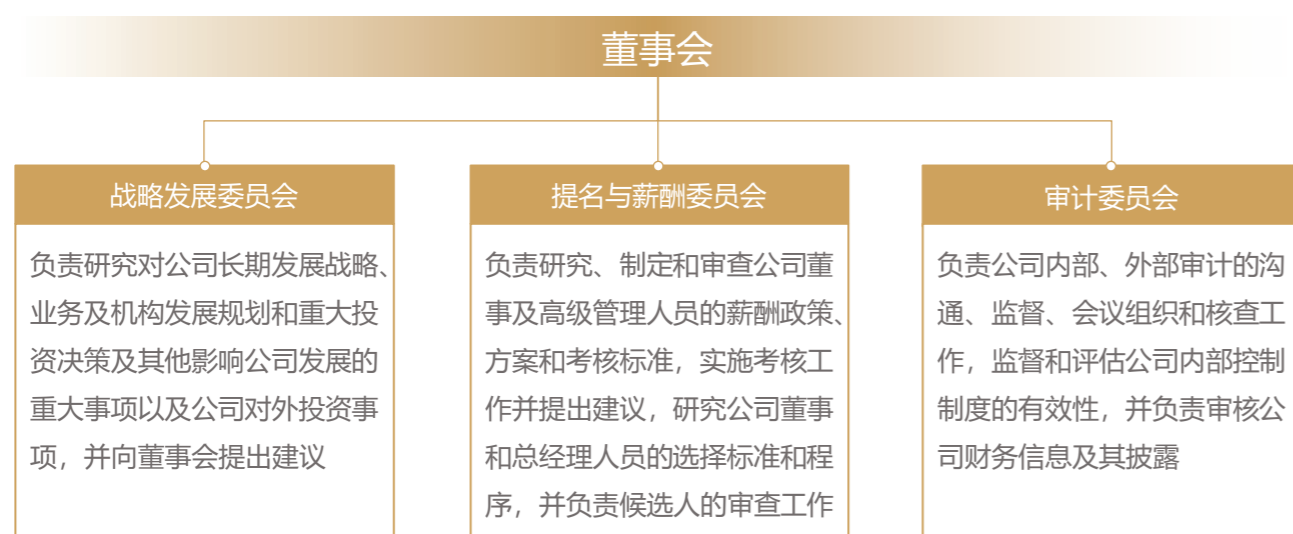 董事会
战略发展委员会
负责研究对公司长期发展战略、
业务及机构发展规划和重大投
资决策及其他影响公司发展的
重大事项以及公司对外投资事
项，并向董事会提出建议
提名与薪酬委员会
负责研究、制定和审查公司董
事及高级管理人员的薪酬政策、
方案和考核标准，实施考核工
作并提出建议，研究公司董事
和总经理人员的选择标准和程
序，并负责候选人的审查工作
审计委员会
负责公司内部、外部审计的沟
通、监督、会议组织和核查工
作，监督和评估公司内部控制
制度的有效性，并负责审核公
司财务信息及其披露